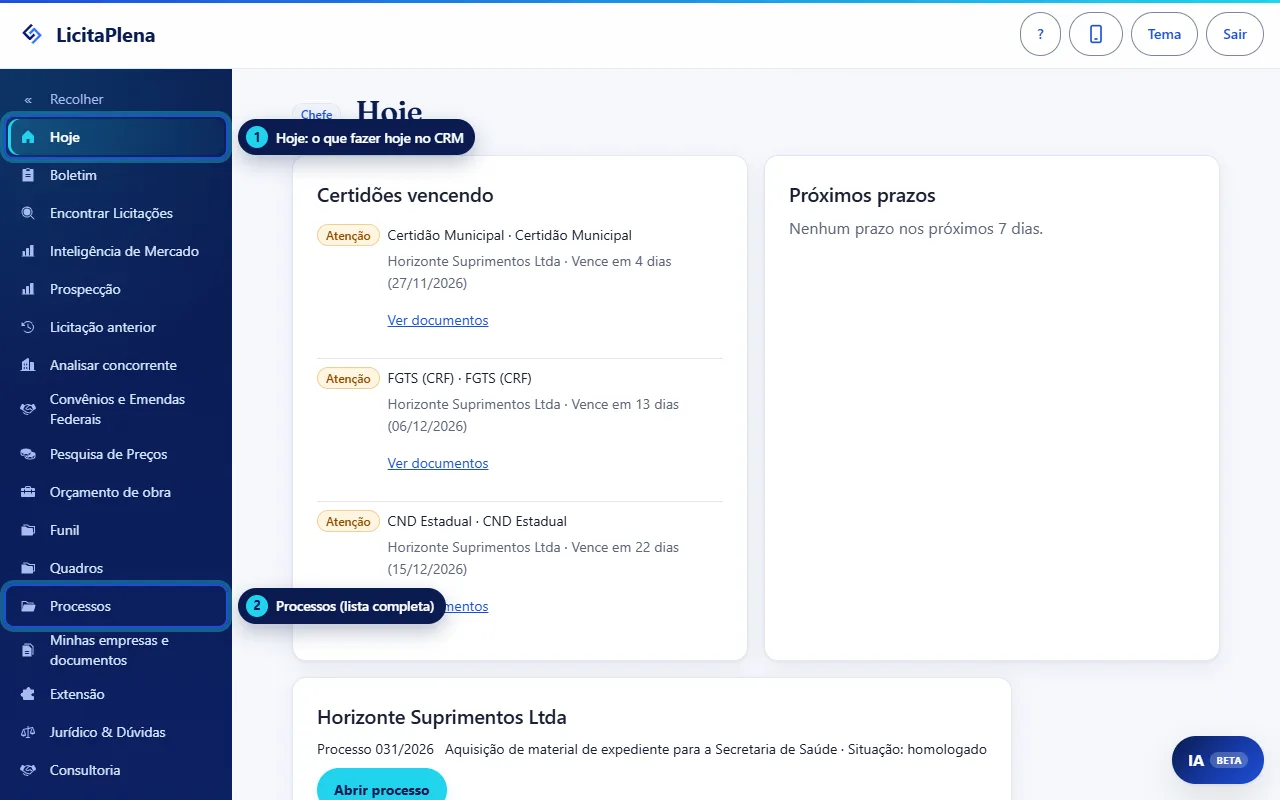 LicitaPlena
?
Tema
Sair
« Recolher
Hoje
Boletim
Encontrar Licitações
Inteligência de Mercado
Prospecção
Licitação anterior
Analisar concorrente
Convênios e Emendas
Federais
Pesquisa de Preços
Orçamento de obra
Funil
Quadros
Processos
Minhas empresas e
documentos
Extensão
Jurídico & Dúvidas
Consultoria
Chefe
Hoje
1 Hoje: o que fazer hoje no CRM
Certidões vencendo
Atenção Certidão Municipal · Certidão Municipal
Horizonte Suprimentos Ltda · Vence em 4 dias
(27/11/2026)
Ver documentos
Atenção FGTS (CRF) · FGTS (CRF)
Horizonte Suprimentos Ltda · Vence em 13 dias
(06/12/2026)
Ver documentos
Atenção CND Estadual · CND Estadual
Horizonte Suprimentos Ltda · Vence em 22 dias
(15/12/2026)
2 Processos (lista completa) mentos
Próximos prazos
Nenhum prazo nos próximos 7 dias.
Horizonte Suprimentos Ltda
Processo 031/2026 Aquisição de material de expediente para a Secretaria de Saúde · Situação: homologado
Abrir processo
IA BETA